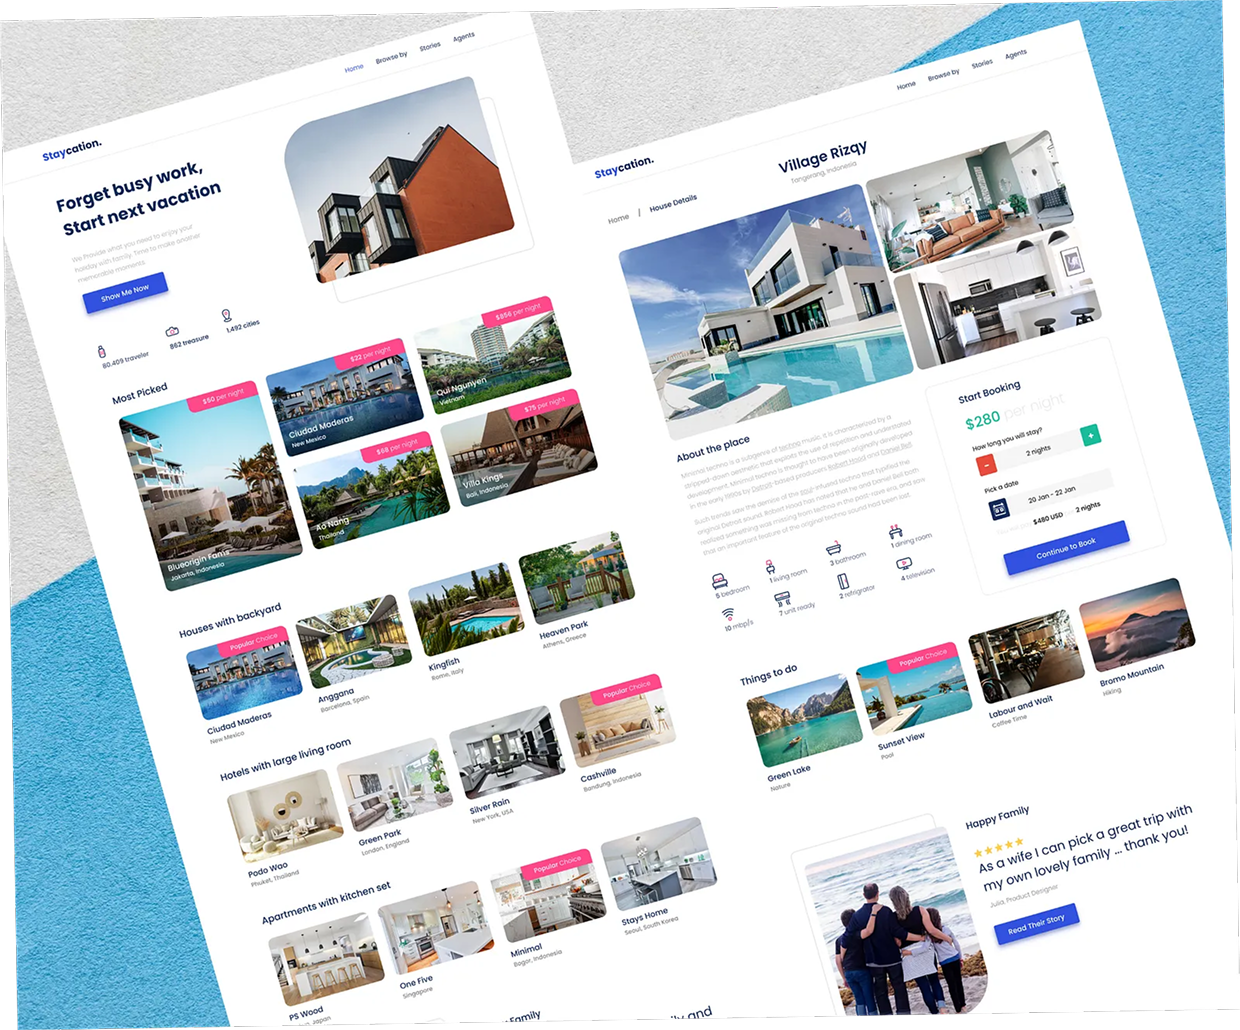 Home
Browse by
Stories
Agents
Staycation.
Forget busy work,
Start next vacation
We Provide what you need to enjoy your
holiday with family. Time to make another
memorable moments.
Show Me Now
80,409 traveler
862 treasure
1,492 cities
Most Picked
$50 per night
Blueorigin Fams
Jakarta, Indonesia
$22 per night
Ciudad Maderas
New Mexico
$856 per night
Qui Ngunyen
Vietnam
$68 per night
Ao Nang
Thailand
$75 per night
Villa Kings
Bali, Indonesia
Houses with backyard
Popular Choice
Ciudad Maderas
New Mexico
Anggana
Barcelona, Spain
Kingfish
Rome, Italy
Heaven Park
Athens, Greece
Hotels with large living room
Podo Wao
Phuket, Thailand
Green Park
London, England
Silver Rain
New York, USA
Popular Choice
Cashville
Bandung, Indonesia
Apartments with kitchen set
PS Wood
Japan
One Five
Singapore
Popular Choice
Minimal
Bogor, Indonesia
Stays Home
Seoul, South Korea
Family
and
Home
Browse by
Stories
Agents
Staycation.
Home / House Details
Village Rizqy
Tangerang, Indonesia
About the place
Minimal techno is a subgenre of techno music. It is characterized by a
stripped-down aesthetic that exploits the use of repetition and understated
development. Minimal techno is thought to have been originally developed
in the early 1990s by Detroit-based producers Robert Hood and Daniel Bell.
Such trends saw the demise of the soul-infused techno that typified the
original Detroit sound. Robert Hood has noted that he and Daniel Bell both
realized something was missing from techno in the post-rave era, and saw
that an important feature of the original techno sound had been lost.
5 bedroom
1 living room
3 bathroom
1 dining room
10 mbp/s
7 unit ready
2 refrigrator
4 television
Start Booking
$280 per night
How long you will stay?
-
2 nights
+
Pick a date
20 Jan - 22 Jan
$480 USD
2 nights
Continue to Book
Things to do
Green Lake
Nature
Popular Choice
Sunset View
Pool
Labour and Wait
Coffee Time
Bromo Mountain
Hiking
Happy Family
As a wife I can pick a great trip with
my own lovely family ... thank you!
Julia, Product Designer
Read Their Story